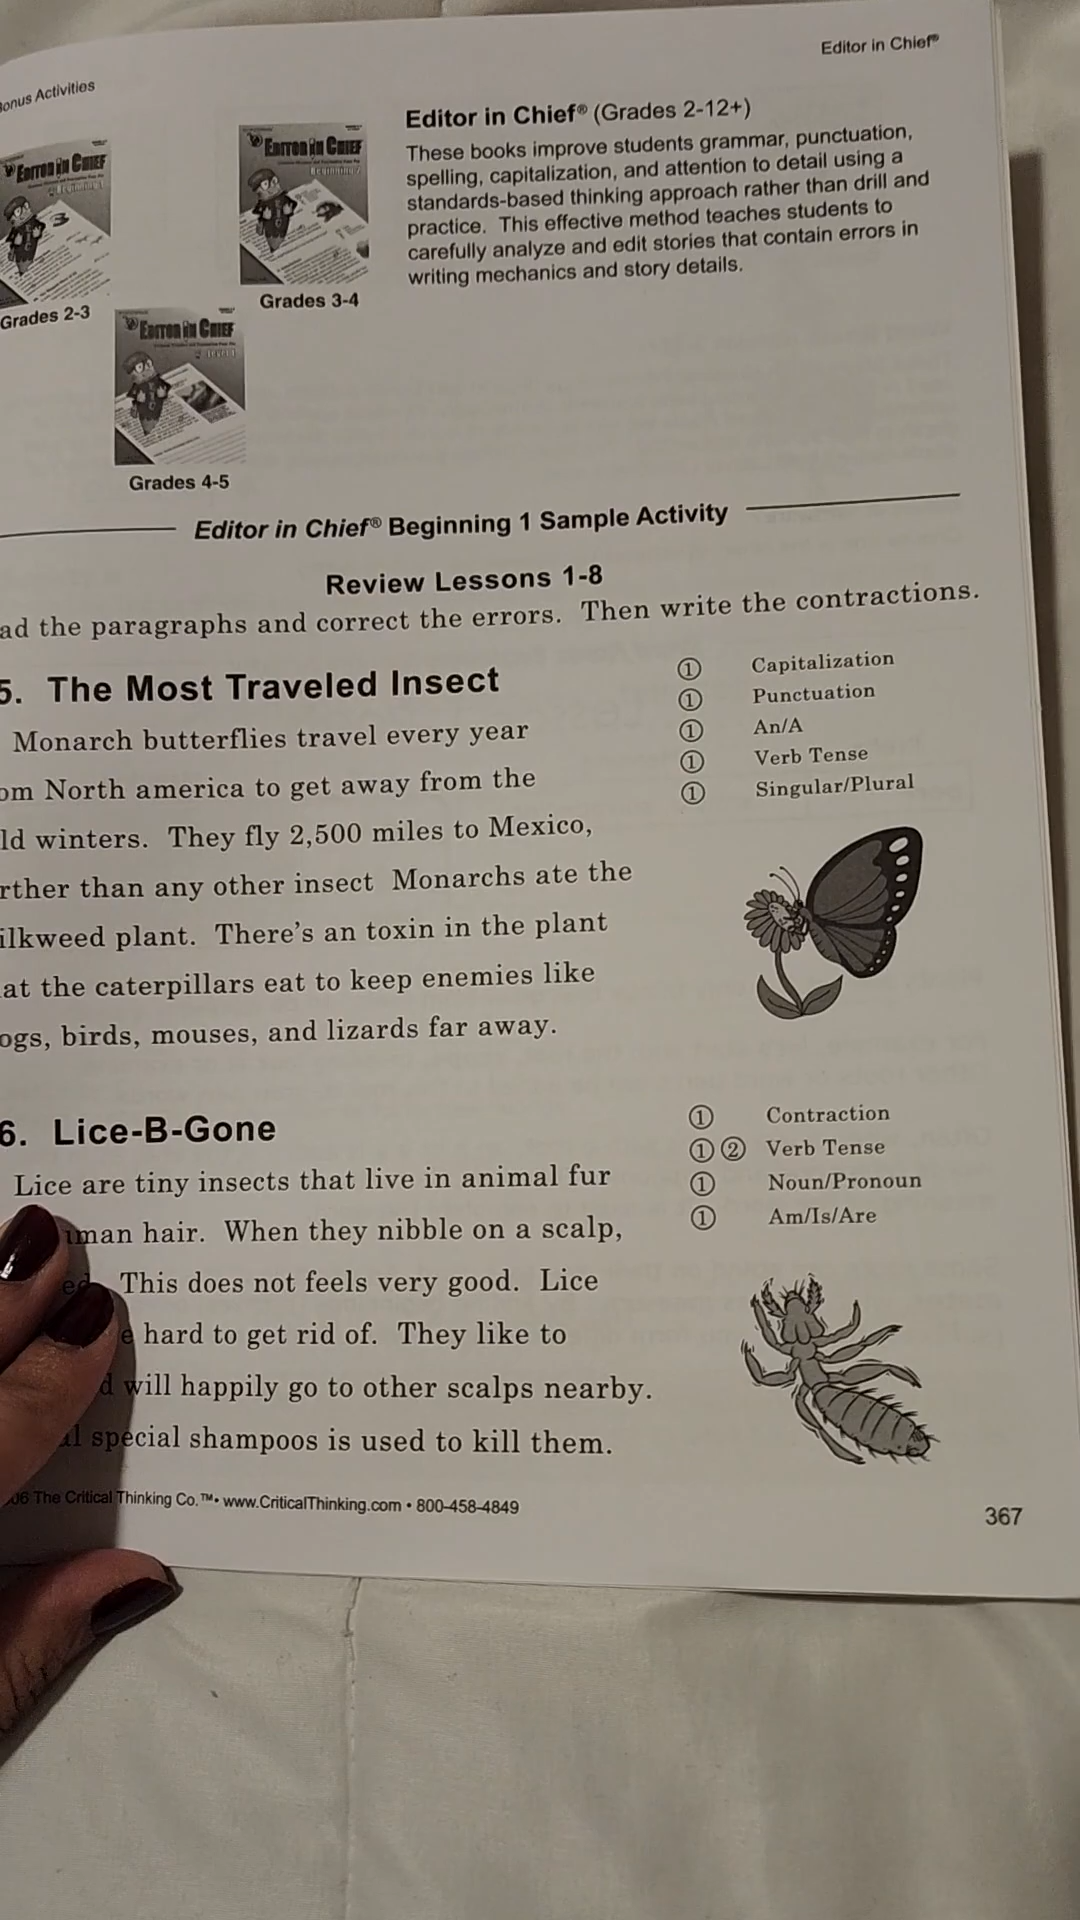 Bonus Activities
Editor in Chief®
Editor in Chief® (Grades 2-12+)
These books improve students grammar, punctuation,
spelling, capitalization, and attention to detail using a
standards-based thinking approach rather than drill and
practice. This effective method teaches students to
carefully analyze and edit stories that contain errors in
writing mechanics and story details.
EDITOR IN CHIEF
Beginning 1
Grades 2-3
EDITOR IN CHIEF
Beginning 2
Grades 3-4
EDITOR IN CHIEF
Grades 4-5
Editor in Chief® Beginning 1 Sample Activity
Review Lessons 1-8
ad the paragraphs and correct the errors. Then write the contractions.
5. The Most Traveled Insect
Monarch butterflies travel every year
om North america to get away from the
ld winters. They fly 2,500 miles to Mexico,
rther than any other insect Monarchs ate the
ilkweed plant. There's an toxin in the plant
at the caterpillars eat to keep enemies like
ogs, birds, mouses, and lizards far away.
① Capitalization
① Punctuation
① An/A
① Verb Tense
① Singular/Plural
6. Lice-B-Gone
Lice are tiny insects that live in animal fur
man hair. When they nibble on a scalp,
This does not feels very good. Lice
hard to get rid of. They like to
will happily go to other scalps nearby.
special shampoos is used to kill them.
① Contraction
①② Verb Tense
① Noun/Pronoun
① Am/Is/Are
06 The Critical Thinking Co.™ • www.CriticalThinking.com • 800-458-4849
367